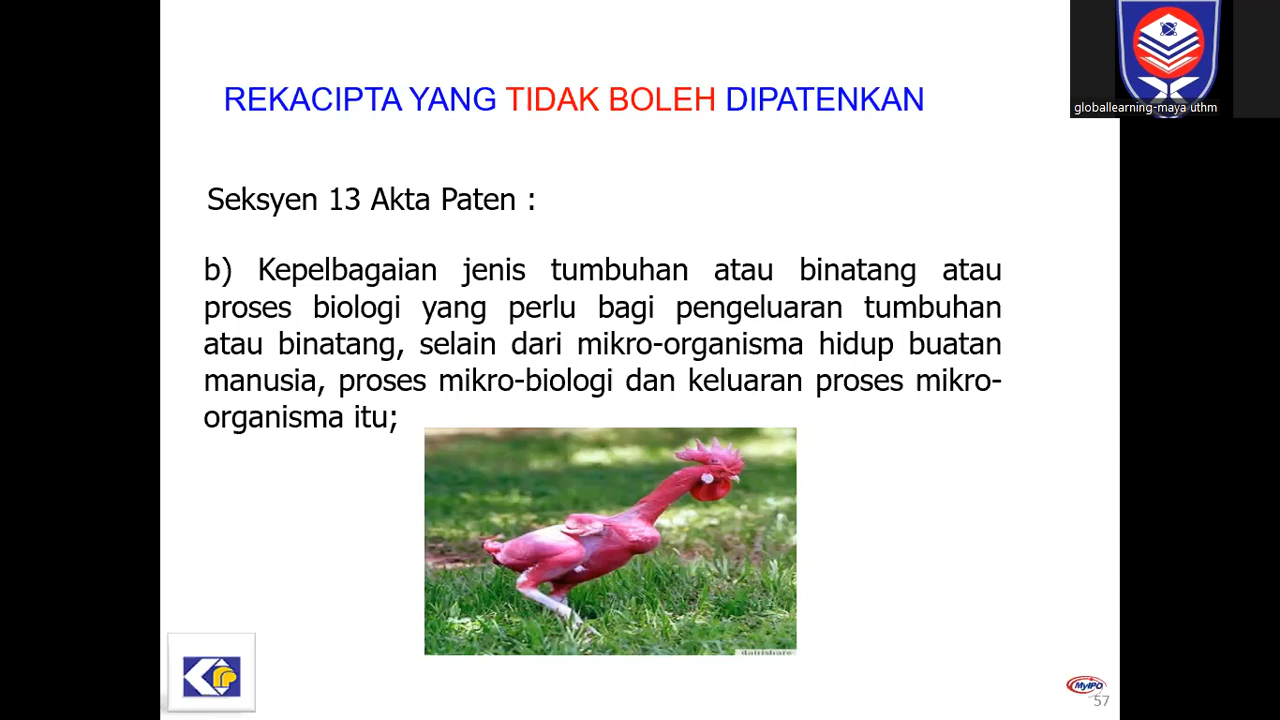 globallearning-maya uthm
REKACIPTA YANG TIDAK BOLEH DIPATENKAN
Seksyen 13 Akta Paten :
b) Kepelbagaian jenis tumbuhan atau binatang atau
proses biologi yang perlu bagi pengeluaran tumbuhan
atau binatang, selain dari mikro-organisma hidup buatan
manusia, proses mikro-biologi dan keluaran proses mikro-
organisma itu;
MyIPO
57